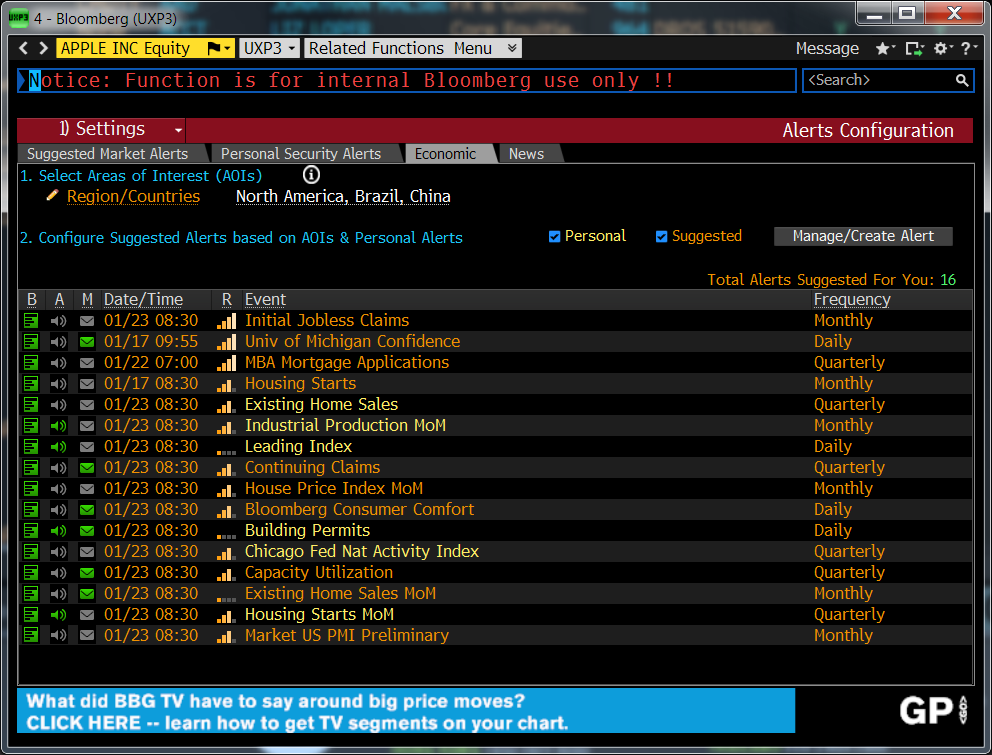 UXP3 4 - Bloomberg (UXP3)
APPLE INC Equity UXP3 Related Functions Menu Message
Notice: Function is for internal Bloomberg use only !! <Search>
1) Settings Alerts Configuration
Suggested Market Alerts Personal Security Alerts Economic News
1. Select Areas of Interest (AOIs)
Region/Countries North America, Brazil, China
2. Configure Suggested Alerts based on AOIs & Personal Alerts Personal Suggested Manage/Create Alert
Total Alerts Suggested For You: 16
B A M Date/Time R Event Frequency
01/23 08:30 Initial Jobless Claims Monthly
01/17 09:55 Univ of Michigan Confidence Daily
01/22 07:00 MBA Mortgage Applications Quarterly
01/17 08:30 Housing Starts Monthly
01/23 08:30 Existing Home Sales Quarterly
01/23 08:30 Industrial Production MoM Monthly
01/23 08:30 Leading Index Daily
01/23 08:30 Continuing Claims Quarterly
01/23 08:30 House Price Index MoM Monthly
01/23 08:30 Bloomberg Consumer Comfort Daily
01/23 08:30 Building Permits Daily
01/23 08:30 Chicago Fed Nat Activity Index Quarterly
01/23 08:30 Capacity Utilization Quarterly
01/23 08:30 Existing Home Sales MoM Monthly
01/23 08:30 Housing Starts MoM Quarterly
01/23 08:30 Market US PMI Preliminary Monthly
What did BBG TV have to say around big price moves?
CLICK HERE -- learn how to get TV segments on your chart.
GP